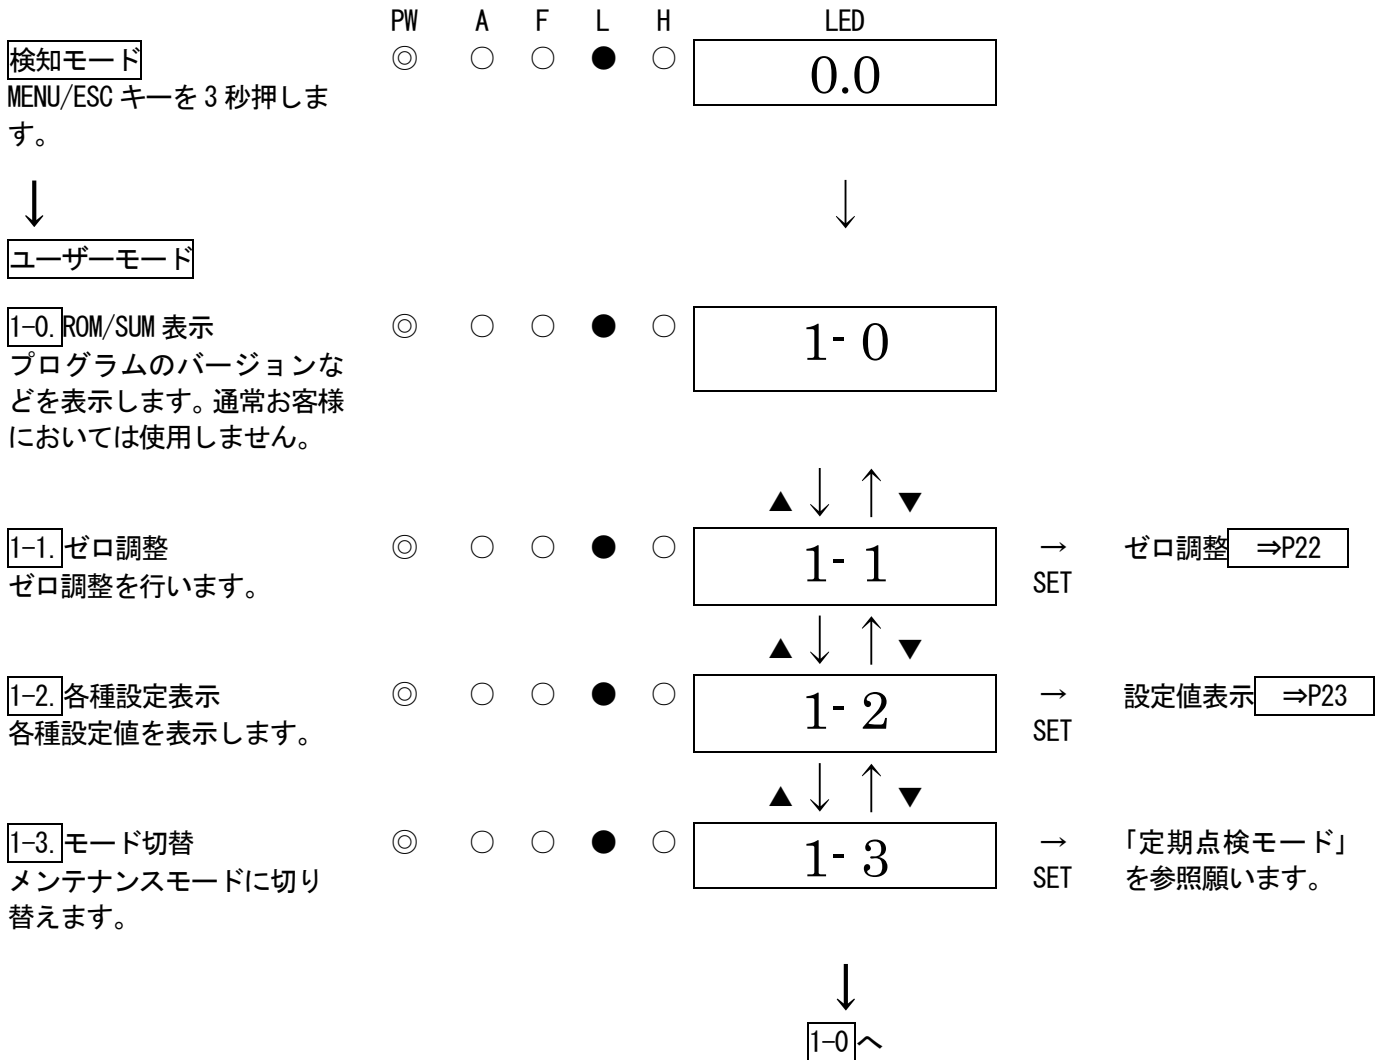 PW A F L H LED
検知モード ◎ ○ ○ ● ○ 0.0
MENU/ESC キーを 3 秒押しま
す。
↓ ↓
ユーザーモード
1-0. ROM/SUM 表示 ◎ ○ ○ ● ○ 1- 0
プログラムのバージョンな
どを表示します。通常お客様
においては使用しません。
▲ ↓ ↑ ▼
1-1. ゼロ調整 ◎ ○ ○ ● ○ 1- 1 → ゼロ調整 ⇒P22
ゼロ調整を行います。 SET
▲ ↓ ↑ ▼
1-2. 各種設定表示 ◎ ○ ○ ● ○ 1- 2 → 設定値表示 ⇒P23
各種設定値を表示します。 SET
▲ ↓ ↑ ▼
1-3. モード切替 ◎ ○ ○ ● ○ 1- 3 → 「定期点検モード」
メンテナンスモードに切り SET を参照願います。
替えます。
↓
1-0 へ